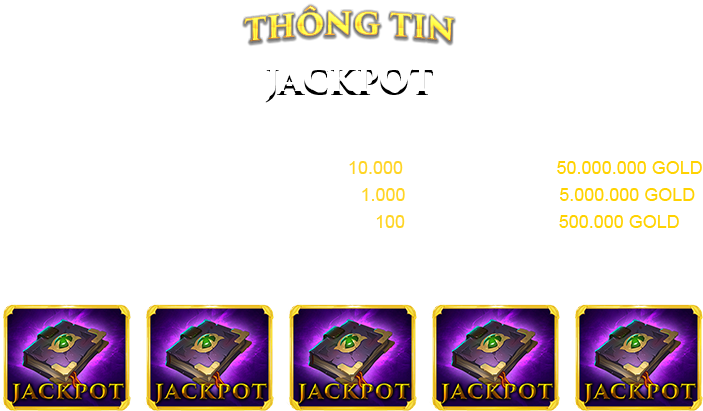 THÔNG TIN
JACKPOT
10.000 50.000.000 GOLD
1.000 5.000.000 GOLD
100 500.000 GOLD
JACKPOT JACKPOT JACKPOT JACKPOT JACKPOT